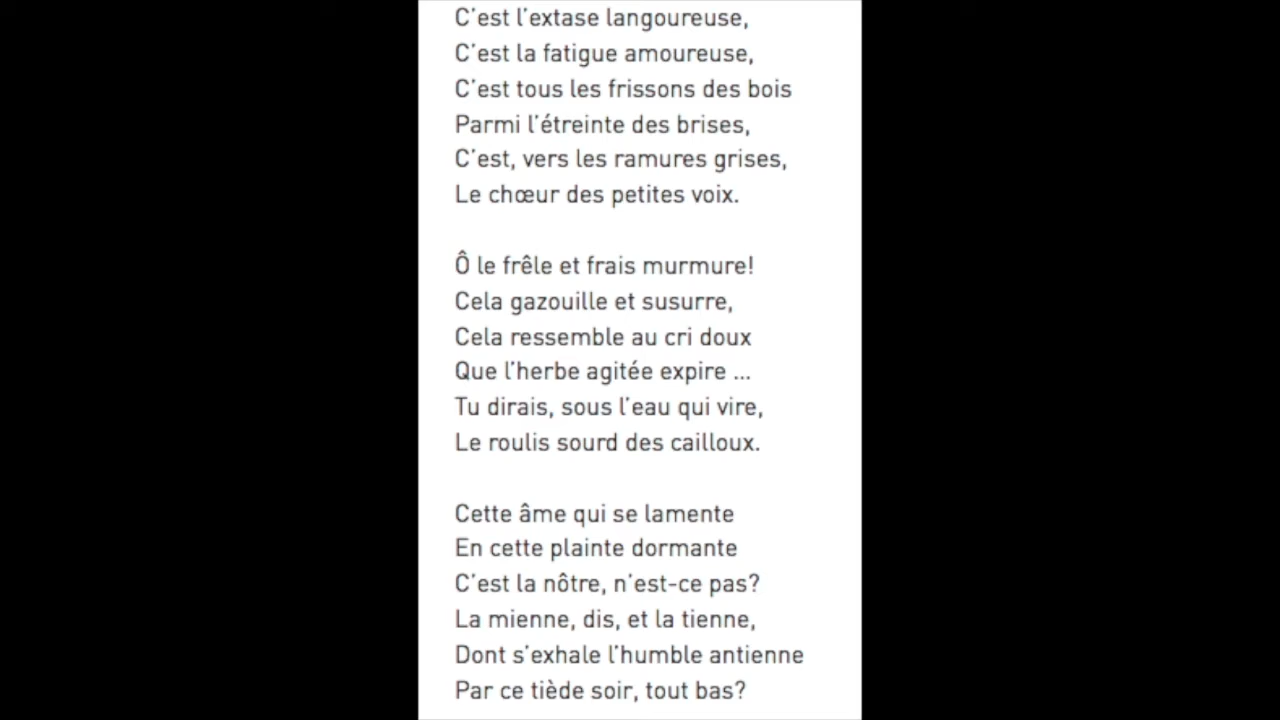 C'est l'extase langoureuse,
C'est la fatigue amoureuse,
C'est tous les frissons des bois
Parmi l'étreinte des brises,
C'est, vers les ramures grises,
Le chœur des petites voix.

Ô le frêle et frais murmure!
Cela gazouille et susurre,
Cela ressemble au cri doux
Que l'herbe agitée expire ...
Tu dirais, sous l'eau qui vire,
Le roulis sourd des cailloux.

Cette âme qui se lamente
En cette plainte dormante
C'est la nôtre, n'est-ce pas?
La mienne, dis, et la tienne,
Dont s'exhale l'humble antienne
Par ce tiède soir, tout bas?